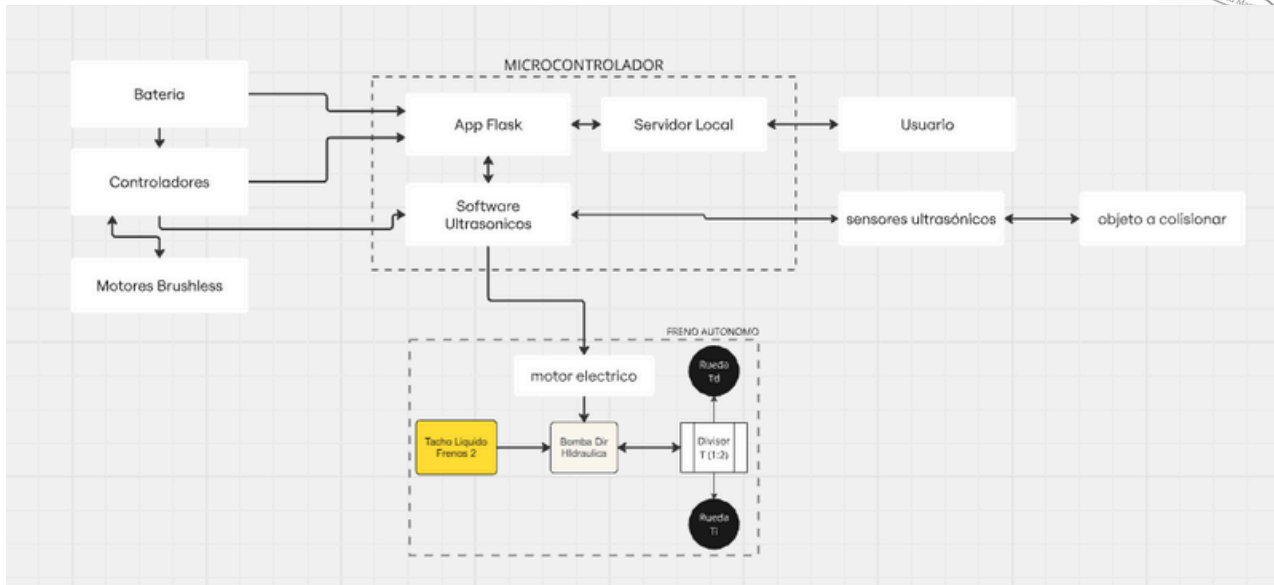 MICROCONTROLADOR
Bateria
App Flask
Servidor Local
Usuario
Controladores
Software
Ultrasonicos
sensores ultrasónicos
objeto a colisionar
Motores Brushless
FRENO AUTONOMO
motor electrico
Rueda
Td
Tacho Liquido
Frenos 2
Bomba Dir
Hidraulica
Divisor
T (1:2)
Rueda
Ti